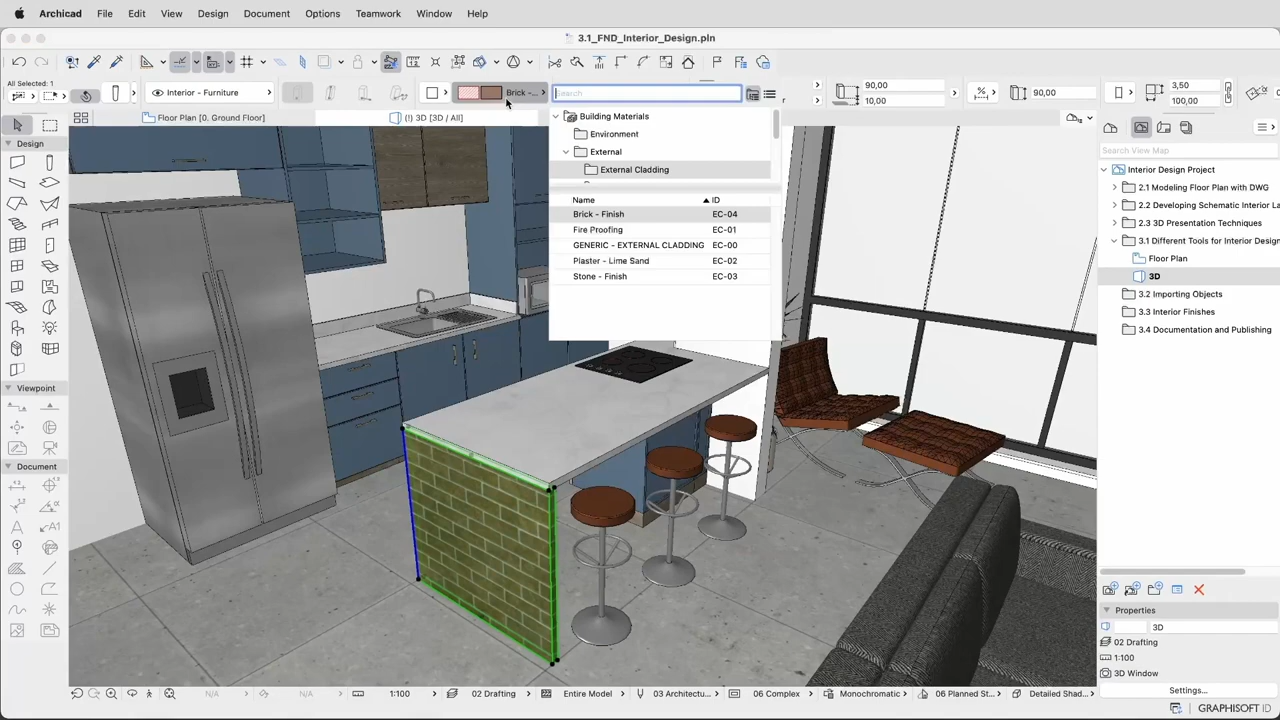 Archicad File Edit View Design Document Options Teamwork Window Help
3.1_FND_Interior_Design.pln
All Selected: 1
Interior - Furniture
Brick -...
Search
90,00
10,00
90,00
3,50
100,00
Floor Plan [0. Ground Floor]
(!) 3D [3D / All]
Building Materials
Environment
External
External Cladding
Name ID
Brick - Finish EC-04
Fire Proofing EC-01
GENERIC - EXTERNAL CLADDING EC-00
Plaster - Lime Sand EC-02
Stone - Finish EC-03
Design
Viewpoint
Document
Search View Map
Interior Design Project
2.1 Modeling Floor Plan with DWG
2.2 Developing Schematic Interior La
2.3 3D Presentation Techniques
3.1 Different Tools for Interior Design
Floor Plan
3D
3.2 Importing Objects
3.3 Interior Finishes
3.4 Documentation and Publishing
Properties
3D
02 Drafting
1:100
3D Window
Settings...
N/A N/A 1:100 02 Drafting Entire Model 03 Architectu... 06 Complex Monochromatic 06 Planned St... Detailed Shad...
GRAPHISOFT ID